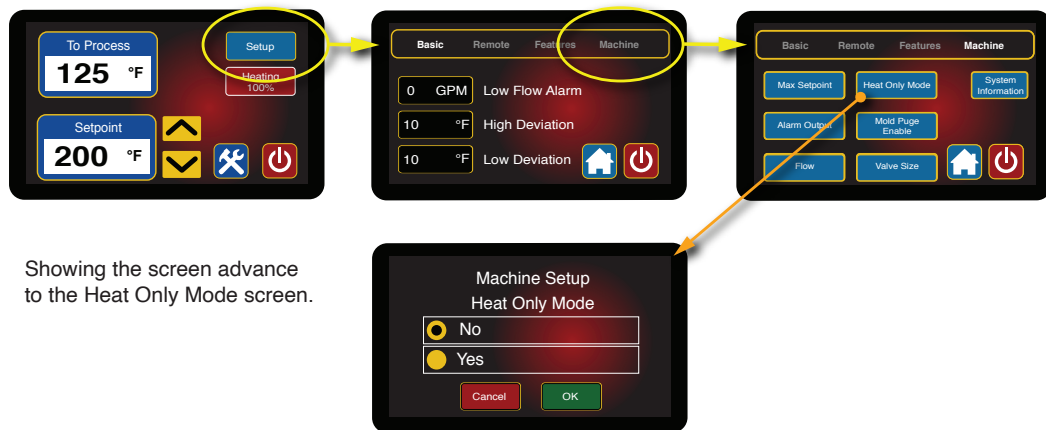 To Process
125 °F
Setup
Heating
100%
Setpoint
200 °F
Basic Remote Features Machine
0 GPM Low Flow Alarm
10 °F High Deviation
10 °F Low Deviation
Basic Remote Features Machine
Max Setpoint
Heat Only Mode
System
Information
Alarm Output
Mold Puge
Enable
Flow
Valve Size
Showing the screen advance
to the Heat Only Mode screen.
Machine Setup
Heat Only Mode
No
Yes
Cancel
OK